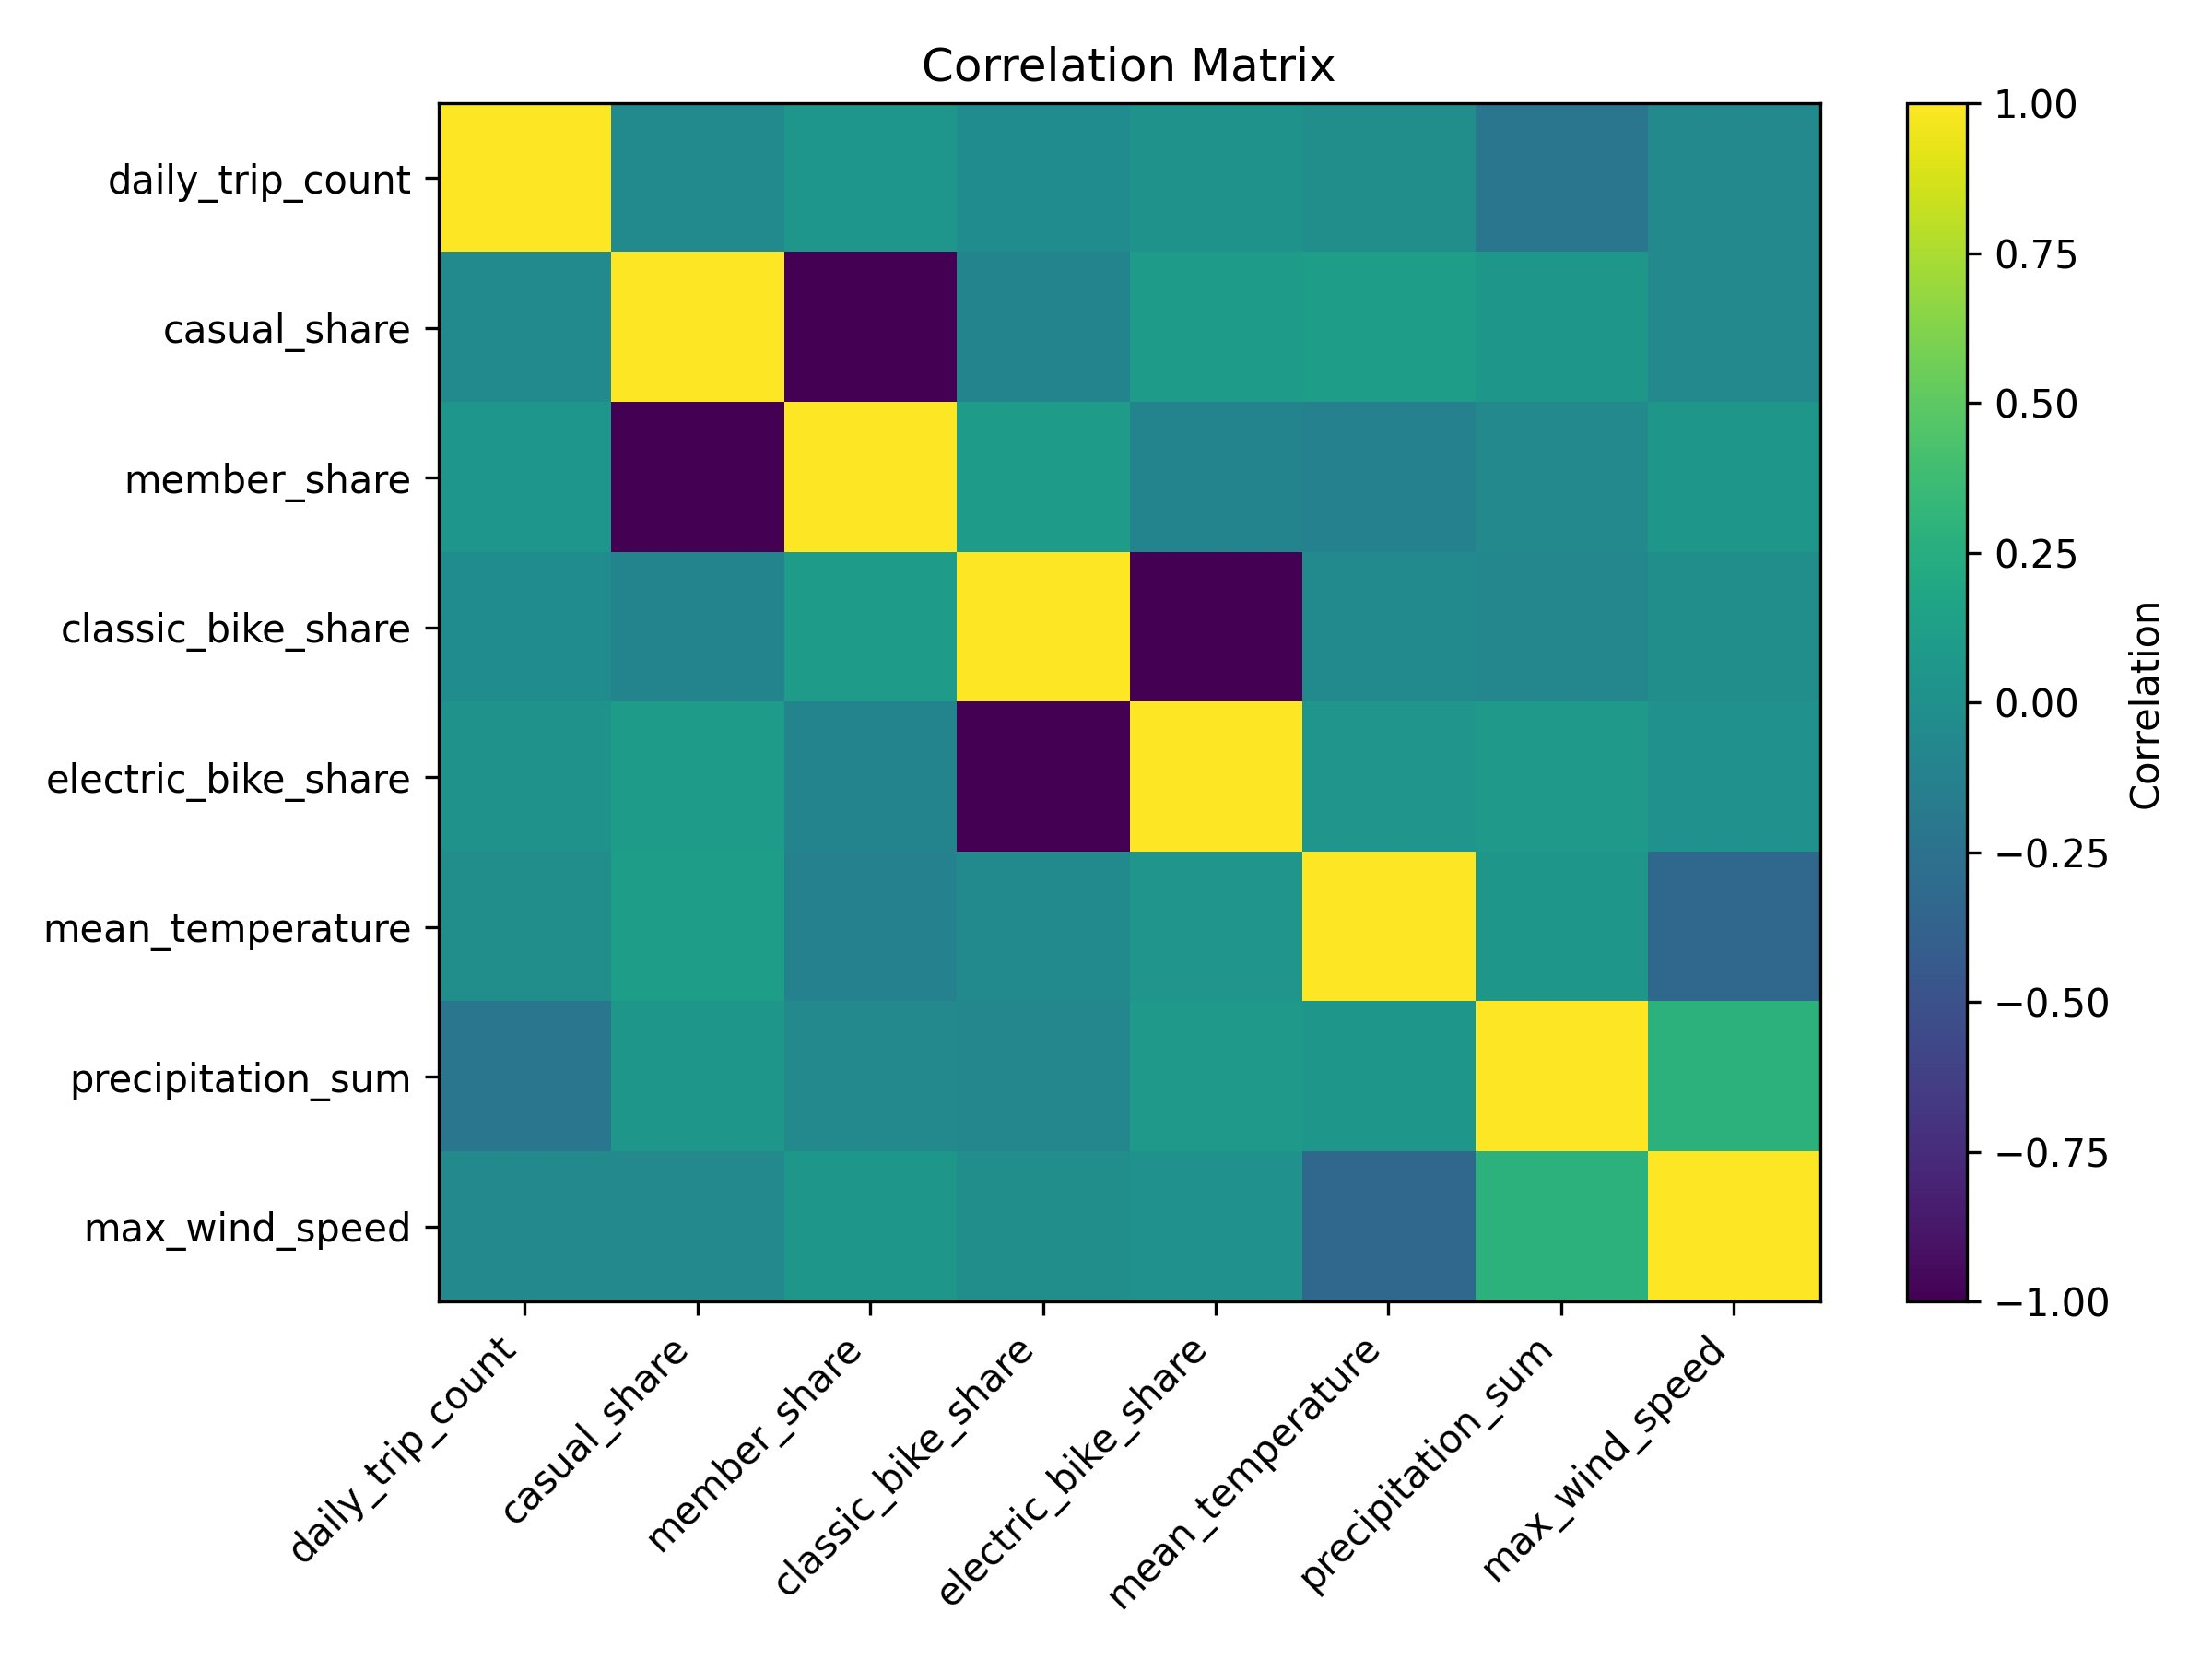 Correlation Matrix
daily_trip_count
casual_share
member_share
classic_bike_share
electric_bike_share
mean_temperature
precipitation_sum
max_wind_speed
daily_trip_count
casual_share
member_share
classic_bike_share
electric_bike_share
mean_temperature
precipitation_sum
max_wind_speed
1.00
0.75
0.50
0.25
0.00
−0.25
−0.50
−0.75
−1.00
Correlation